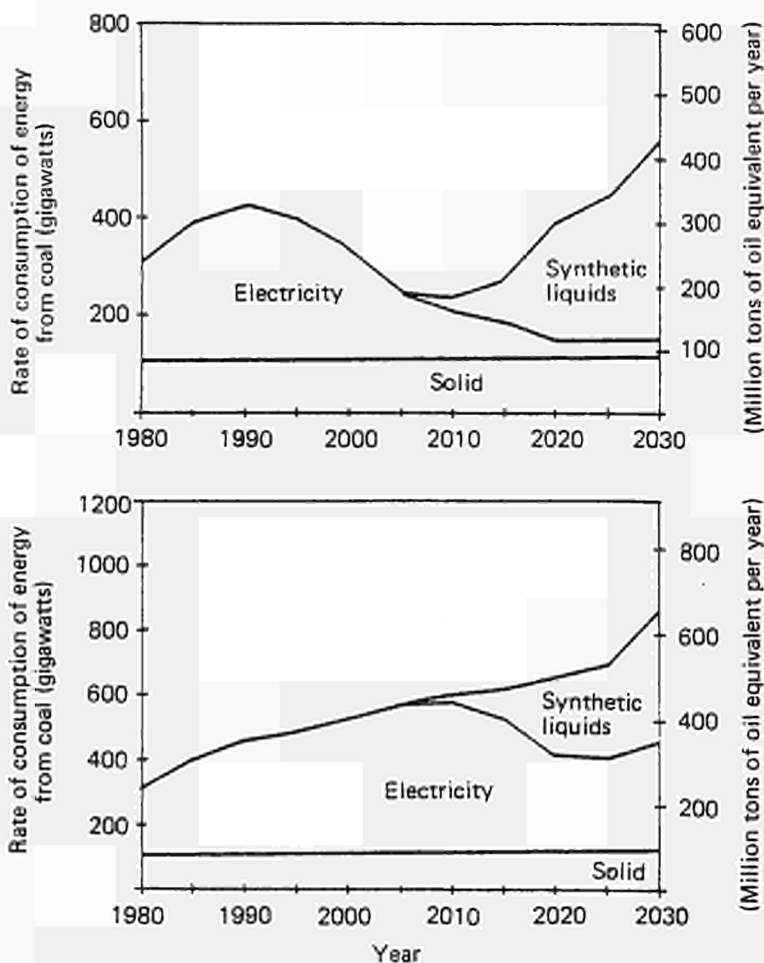 800
600
400
200
Rate of consumption of energy
from coal (gigawatts)
600
500
400
300
200
100
(Million tons of oil equivalent per year)
Electricity
Synthetic
liquids
Solid
1980 1990 2000 2010 2020 2030
1200
1000
800
600
400
200
Rate of consumption of energy
from coal (gigawatts)
800
600
400
200
(Million tons of oil equivalent per year)
Synthetic
liquids
Electricity
Solid
1980 1990 2000 2010 2020 2030
Year